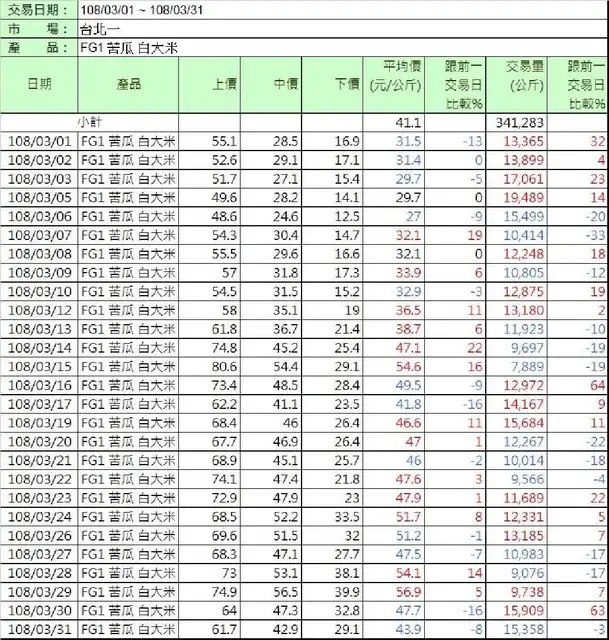 交易日期： 108/03/01 ~ 108/03/31
市　　場： 台北一
產　　品： FG1 苦瓜 白大米
日期 產品 上價 中價 下價 平均價(元/公斤) 跟前一交易日比較% 交易量(公斤) 跟前一交易日比較%
小計 41.1 341,283
108/03/01 FG1 苦瓜 白大米 55.1 28.5 16.9 31.5 -13 13,365 32
108/03/02 FG1 苦瓜 白大米 52.6 29.1 17.1 31.4 0 13,899 4
108/03/03 FG1 苦瓜 白大米 51.7 27.1 15.4 29.7 -5 17,061 23
108/03/05 FG1 苦瓜 白大米 49.6 28.2 14.1 29.7 0 19,489 14
108/03/06 FG1 苦瓜 白大米 48.6 24.6 12.5 27 -9 15,499 -20
108/03/07 FG1 苦瓜 白大米 54.3 30.4 14.7 32.1 19 10,414 -33
108/03/08 FG1 苦瓜 白大米 55.5 29.6 16.6 32.1 0 12,248 18
108/03/09 FG1 苦瓜 白大米 57 31.8 17.3 33.9 6 10,805 -12
108/03/10 FG1 苦瓜 白大米 54.5 31.5 15.2 32.9 -3 12,875 19
108/03/12 FG1 苦瓜 白大米 58 35.1 19 36.5 11 13,180 2
108/03/13 FG1 苦瓜 白大米 61.8 36.7 21.4 38.7 6 11,923 -10
108/03/14 FG1 苦瓜 白大米 74.8 45.2 25.4 47.1 22 9,697 -19
108/03/15 FG1 苦瓜 白大米 80.6 54.4 29.1 54.6 16 7,889 -19
108/03/16 FG1 苦瓜 白大米 73.4 48.5 28.4 49.5 -9 12,972 64
108/03/17 FG1 苦瓜 白大米 62.2 41.1 23.5 41.8 -16 14,167 9
108/03/19 FG1 苦瓜 白大米 68.4 46 26.4 46.6 11 15,684 11
108/03/20 FG1 苦瓜 白大米 67.7 46.9 26.4 47 1 12,267 -22
108/03/21 FG1 苦瓜 白大米 68.9 45.1 25.7 46 -2 10,014 -18
108/03/22 FG1 苦瓜 白大米 74.1 47.4 21.8 47.6 3 9,566 -4
108/03/23 FG1 苦瓜 白大米 72.9 47.9 23 47.9 1 11,689 22
108/03/24 FG1 苦瓜 白大米 68.5 52.2 33.5 51.7 8 12,331 5
108/03/26 FG1 苦瓜 白大米 69.6 51.5 32 51.2 -1 13,185 7
108/03/27 FG1 苦瓜 白大米 68.3 47.1 27.7 47.5 -7 10,983 -17
108/03/28 FG1 苦瓜 白大米 73 53.1 38.1 54.1 14 9,076 -17
108/03/29 FG1 苦瓜 白大米 74.9 56.5 39.9 56.9 5 9,738 7
108/03/30 FG1 苦瓜 白大米 64 47.3 32.8 47.7 -16 15,909 63
108/03/31 FG1 苦瓜 白大米 61.7 42.9 29.1 43.9 -8 15,358 -3